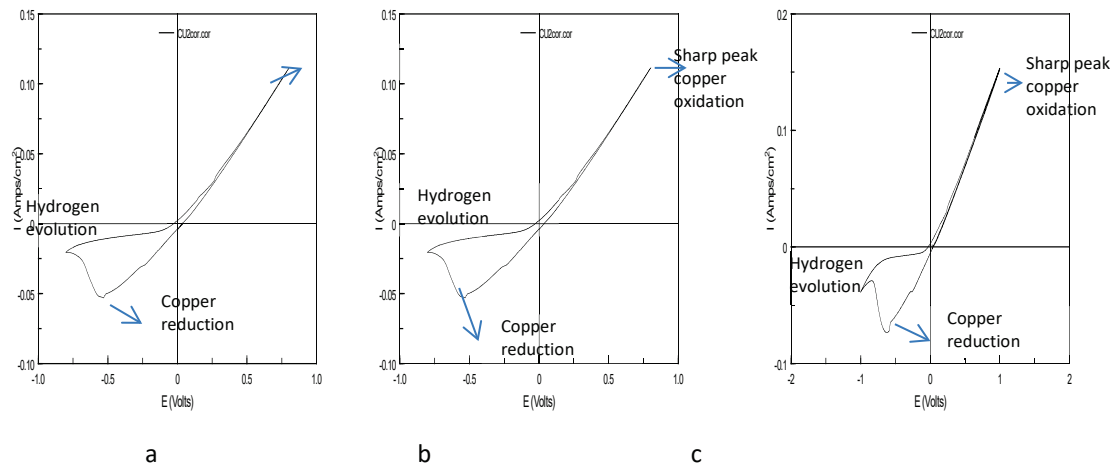 0.15
0.10
0.05
0
-0.05
-0.10
-1.0
-0.5
0
0.5
1.0
I (Amps/cm²)
E (Volts)
CU2cor.cor
Hydrogen
evolution
Copper
reduction
a
0.15
0.10
0.05
0
-0.05
-0.10
-1.0
-0.5
0
0.5
1.0
I (Amps/cm²)
E (Volts)
CU2cor.cor
Sharp peak
copper
oxidation
Hydrogen
evolution
Copper
reduction
b
0.2
0.1
0
-0.1
-2
-1
0
1
2
I (Amps/cm²)
E (Volts)
CU2cor.cor
Sharp peak
copper
oxidation
Hydrogen
evolution
Copper
reduction
c